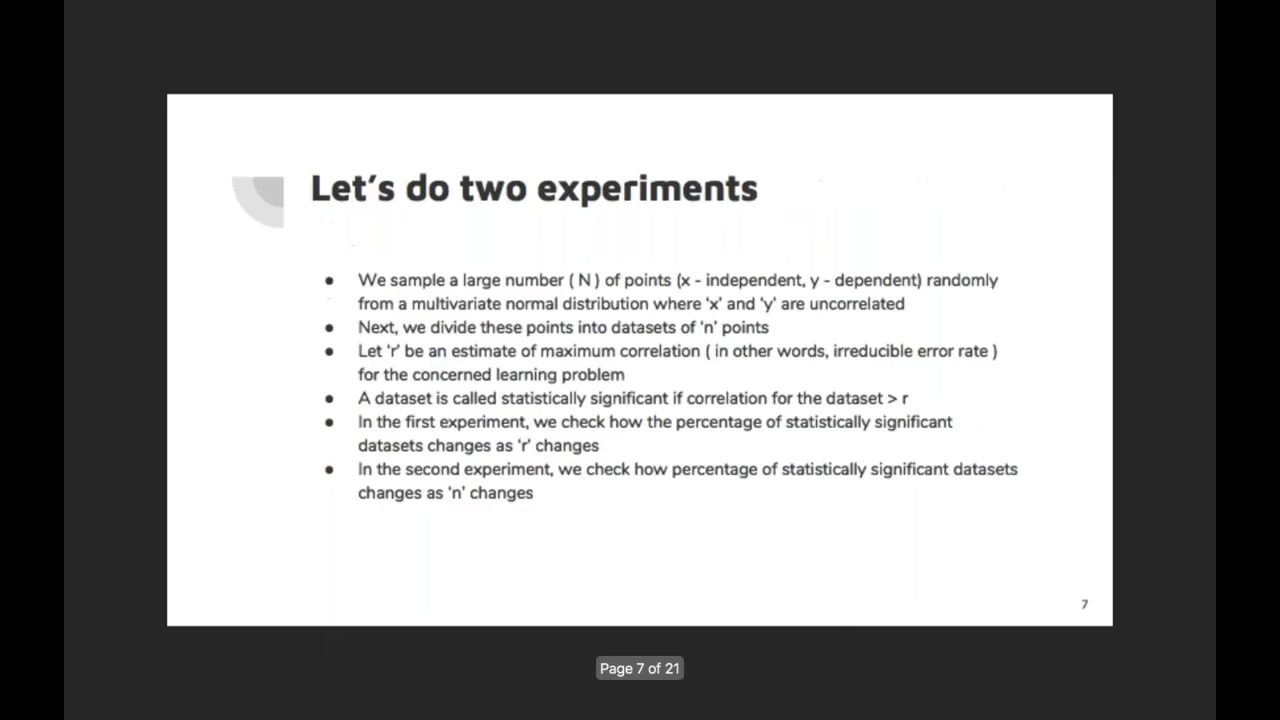 Let's do two experiments
● We sample a large number ( N ) of points (x - independent, y - dependent) randomly
from a multivariate normal distribution where 'x' and 'y' are uncorrelated
● Next, we divide these points into datasets of 'n' points
● Let 'r' be an estimate of maximum correlation ( in other words, irreducible error rate )
for the concerned learning problem
● A dataset is called statistically significant if correlation for the dataset > r
● In the first experiment, we check how the percentage of statistically significant
datasets changes as 'r' changes
● In the second experiment, we check how percentage of statistically significant datasets
changes as 'n' changes
7
Page 7 of 21